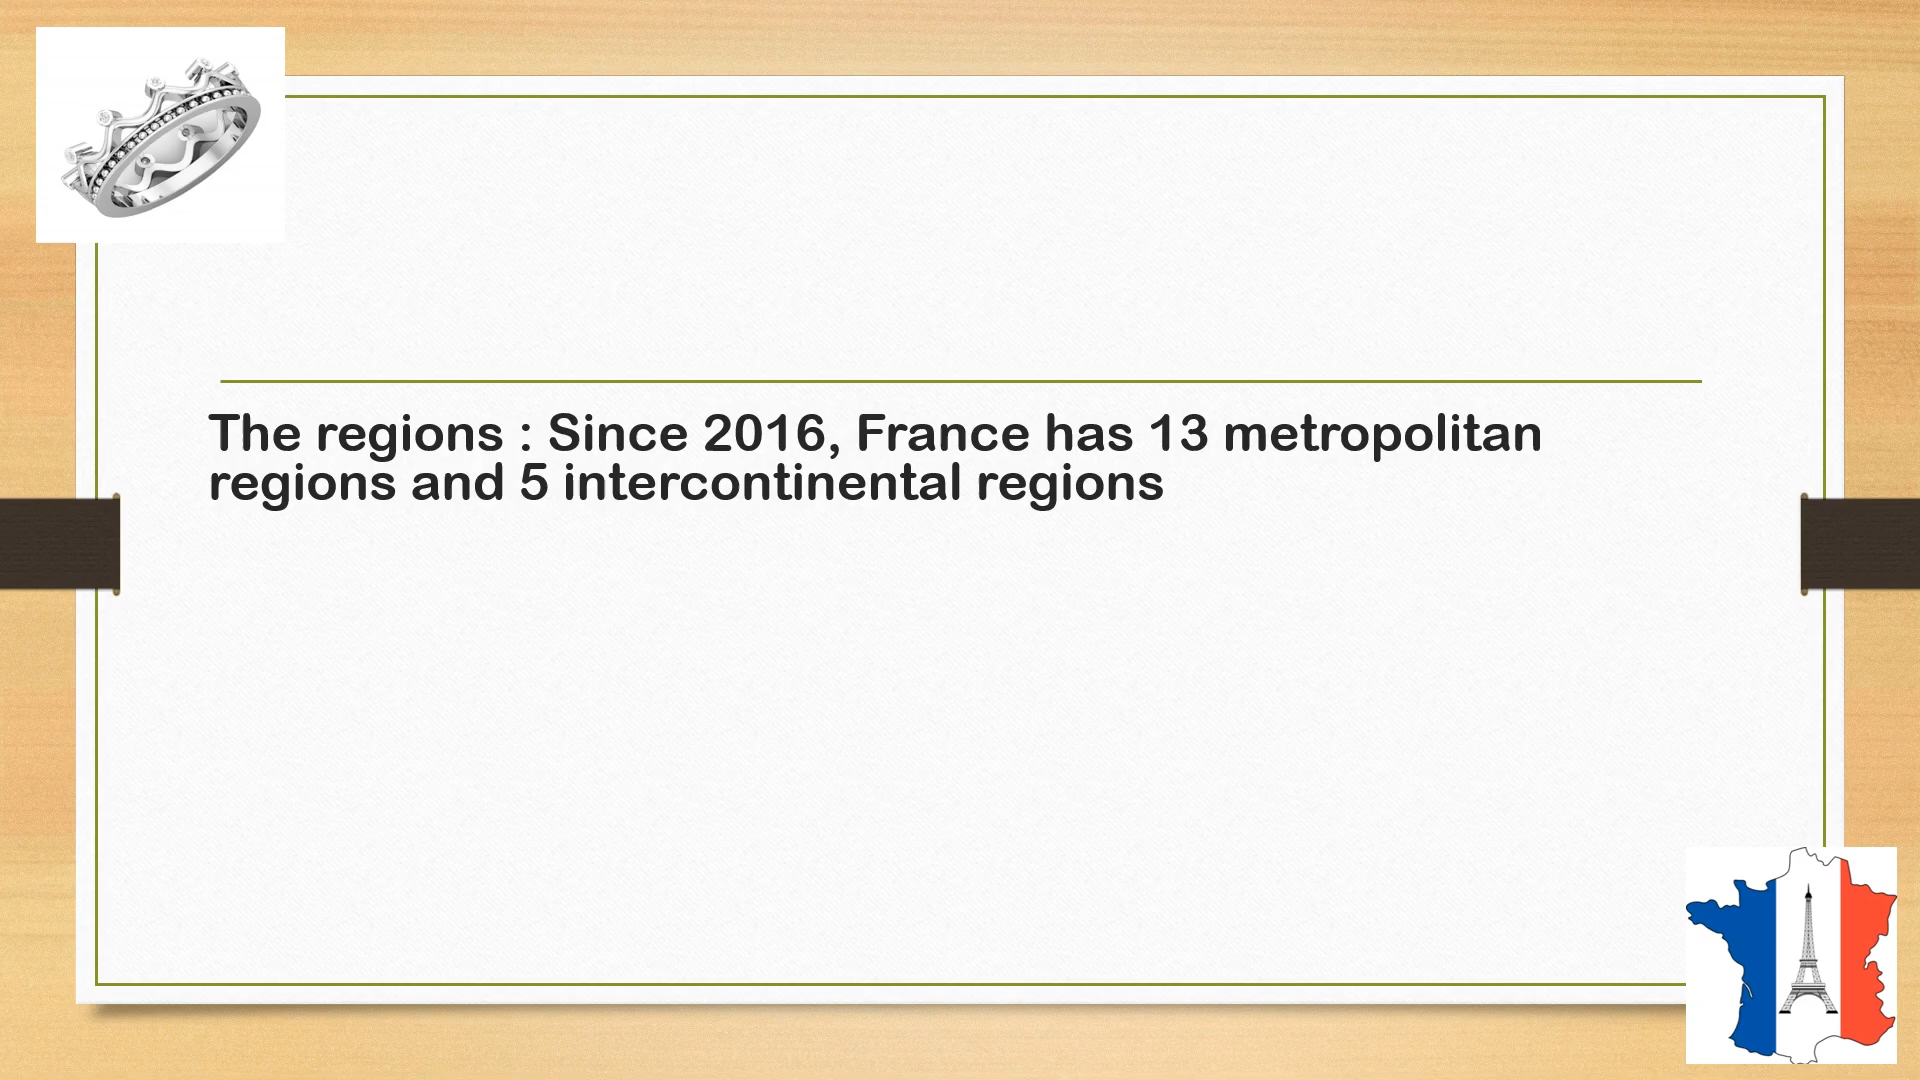 The regions : Since 2016, France has 13 metropolitan
regions and 5 intercontinental regions